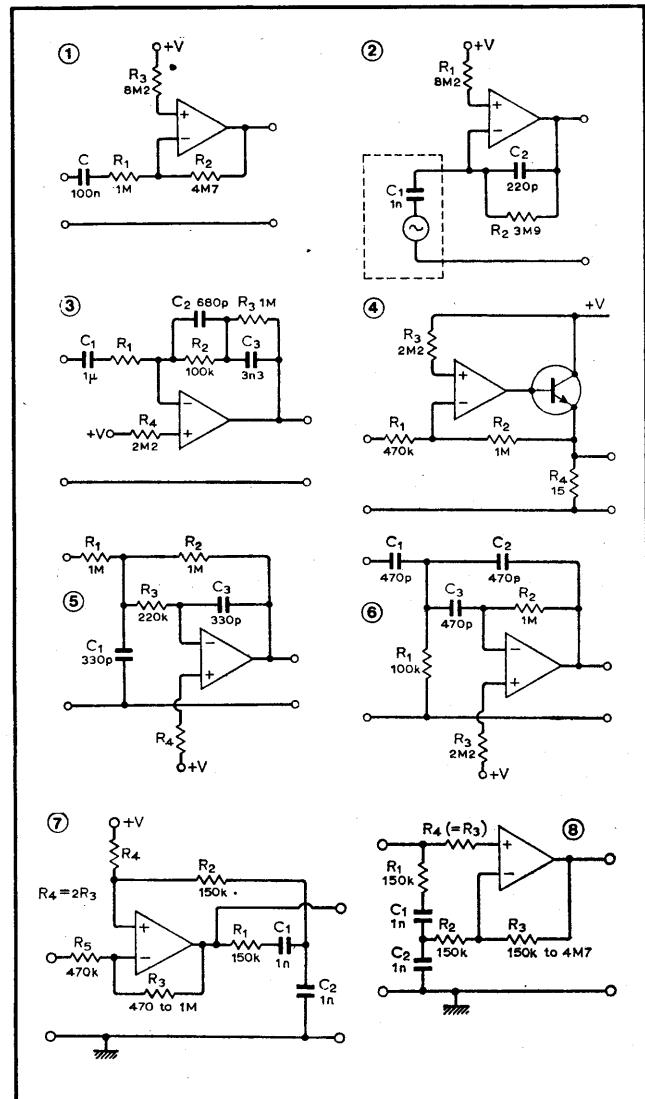 ①
+V
R3
8M2
+
−
C
100n
R1
1M
R2
4M7
②
+V
R1
8M2
+
−
C1
1n
C2
220p
R2 3M9
③
C2 680p
R3 1M
C1
1μ
R1
R2
100k
C3
3n3
−
+V
R4
2M2
+
④
+V
R3
2M2
+
−
R1
470k
R2
1M
R4
15
⑤
R1
1M
R2
1M
R3
220k
C3
330p
C1
330p
−
+
R4
+V
⑥
C1
470p
C2
470p
C3
470p
R2
1M
R1
100k
−
+
R3
2M2
+V
⑦
+V
R4
R4=2R3
R2
150k
+
−
R5
470k
R1
150k
C1
1n
R3
470 to 1M
C2
1n
⑧
R4 (=R3)
+
−
R1
150k
C1
1n
R2
150k
R3
150k to 4M7
C2
1n